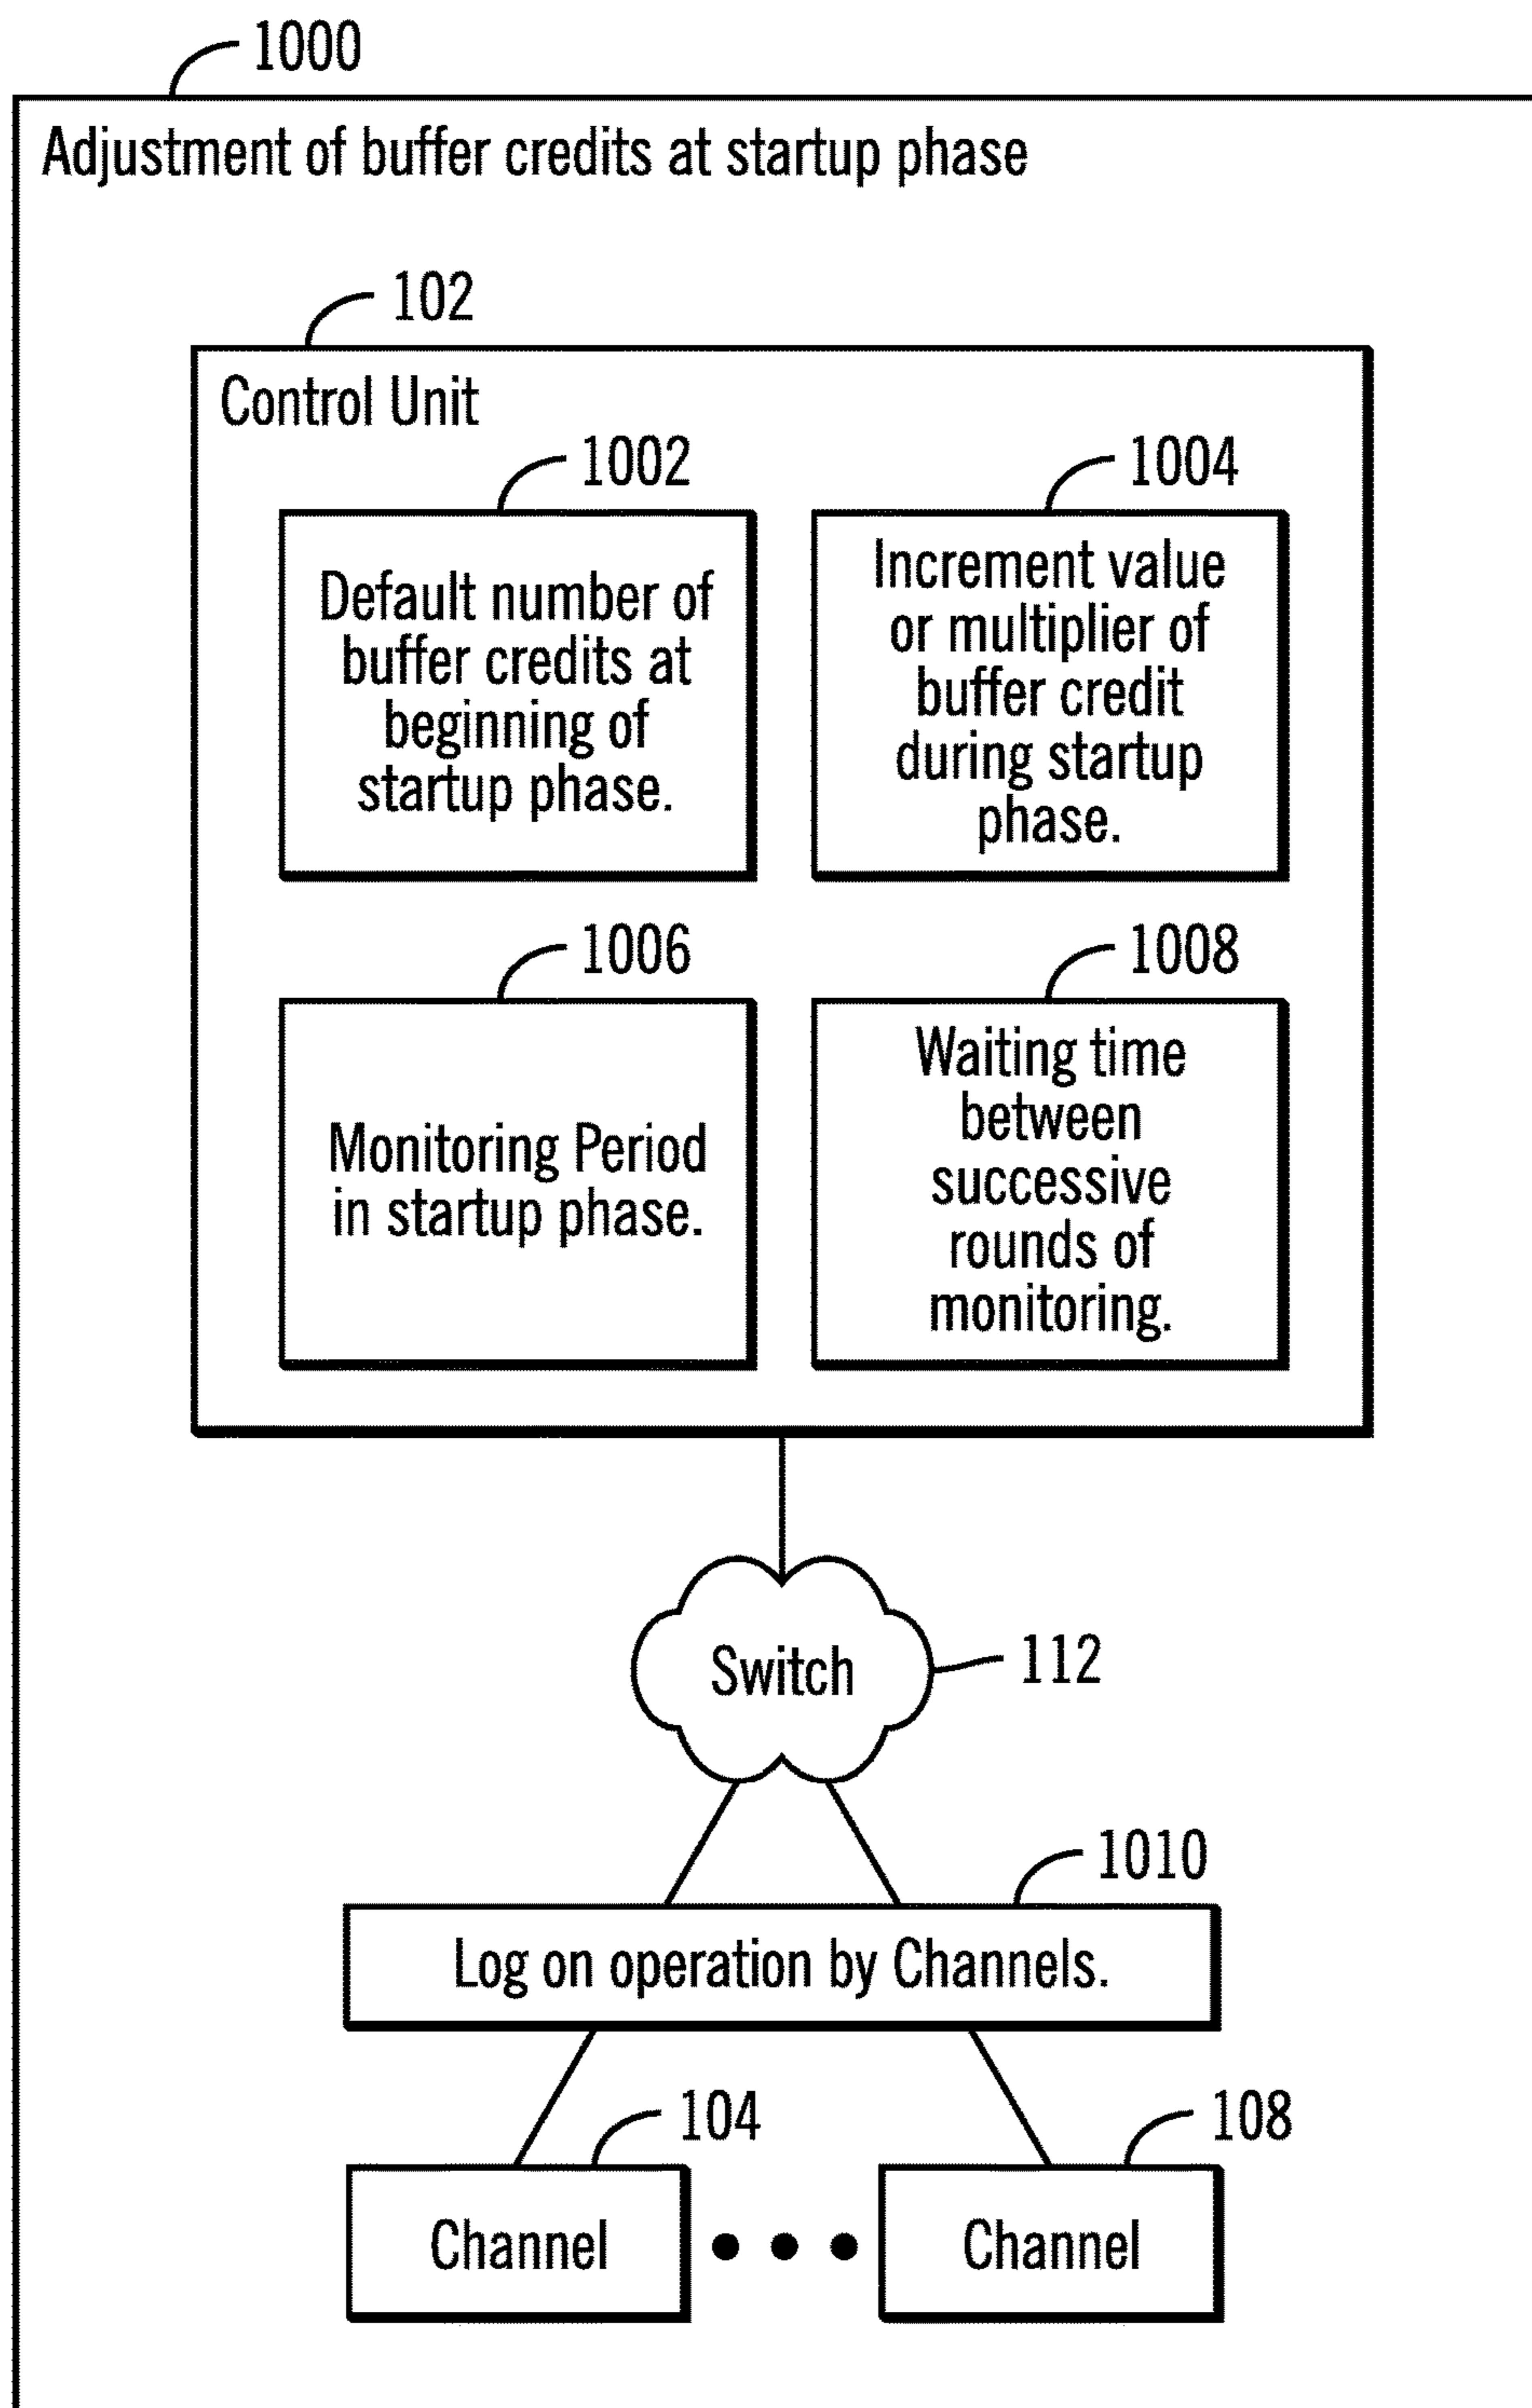 1000
Adjustment of buffer credits at startup phase
102
Control Unit
1002
Default number of
buffer credits at
beginning of
startup phase.
1004
Increment value
or multiplier of
buffer credit
during startup
phase.
1006
Monitoring Period
in startup phase.
1008
Waiting time
between
successive
rounds of
monitoring.
Switch
112
1010
Log on operation by Channels.
104
Channel
108
Channel